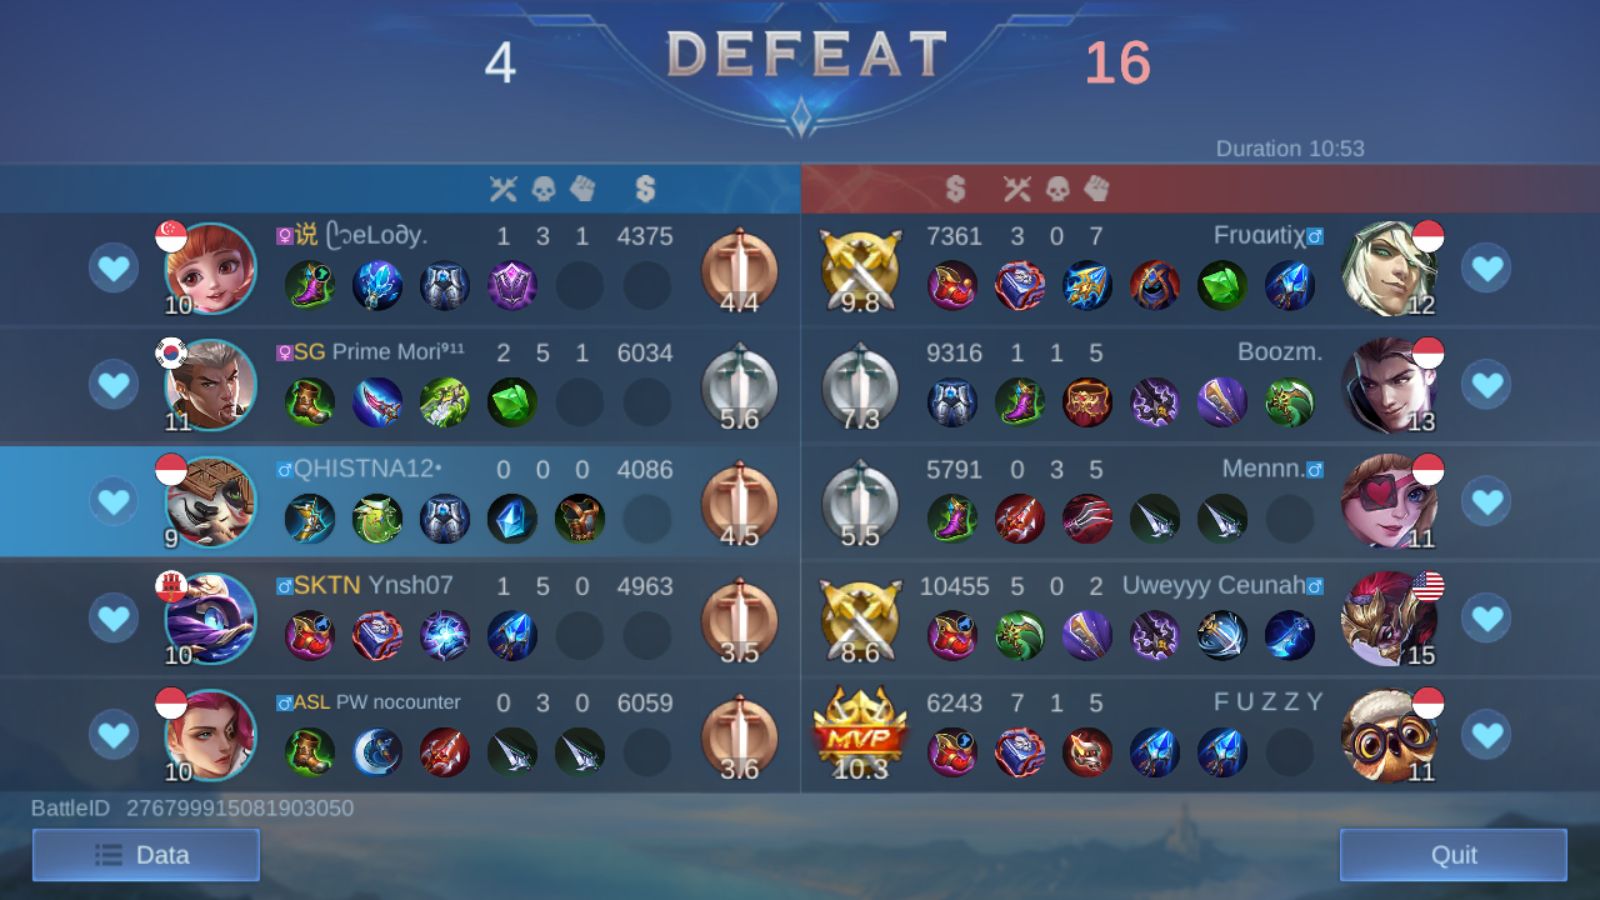 4 DEFEAT 16
Duration 10:53
说 eLo∂y. 1 3 1 4375
10 4.4
9.8 7361 3 0 7 Frυαитiχ
12
SG Prime Mori⁹¹¹ 2 5 1 6034
11 5.6
7.3 9316 1 1 5 Boozm.
13
QHISTNA12• 0 0 0 4086
9 4.5
5.5 5791 0 3 5 Mennn.
11
SKTN Ynsh07 1 5 0 4963
10 3.5
8.6 10455 5 0 2 Uweyyy Ceunah
15
ASL PW nocounter 0 3 0 6059
10 3.6
MVP 10.3 6243 7 1 5 F U Z Z Y
11
BattleID 276799915081903050
Data
Quit